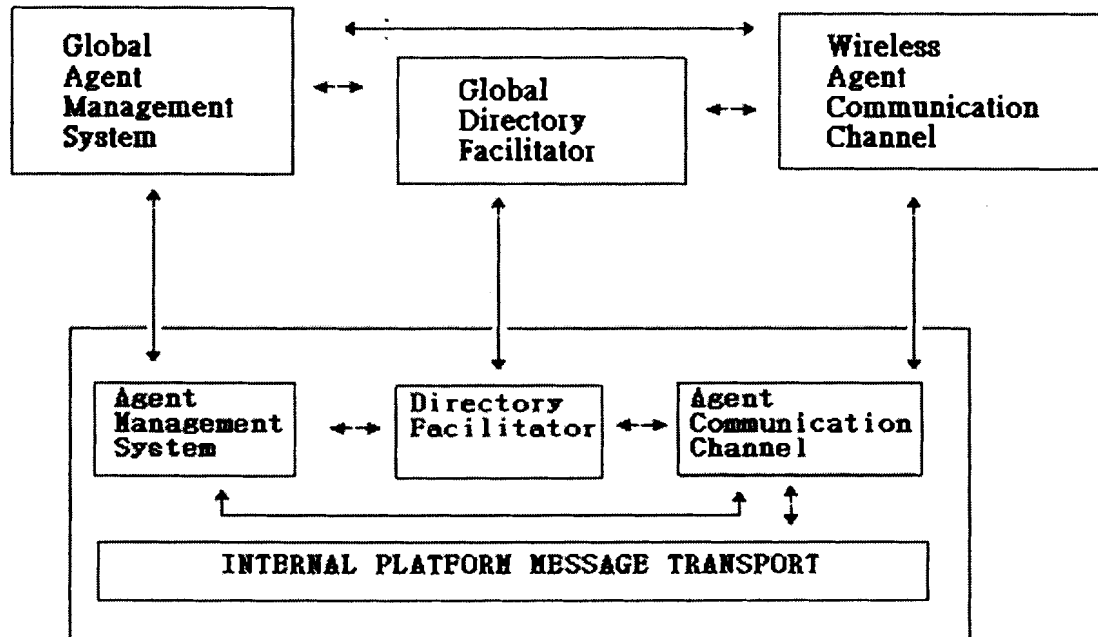 Global
Agent
Management
System
Global
Directory
Facilitator
Wireless
Agent
Communication
Channel
Agent
Management
System
Directory
Facilitator
Agent
Communication
Channel
INTERNAL PLATFORM MESSAGE TRANSPORT